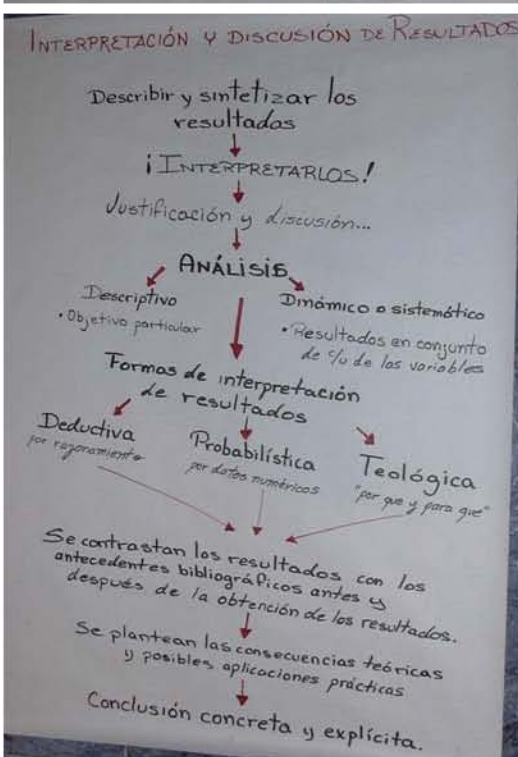 INTERPRETACIÓN Y DISCUSIÓN DE RESULTADOS
Describir y sintetizar los
resultados
¡INTERPRETARLOS!
Justificación y discusión...
ANÁLISIS
Descriptivo
• Objetivo particular
Dinámico o sistemático
• Resultados en conjunto
de c/u de las variables
Formas de interpretación
de resultados
Deductiva
por razonamiento
Probabilística
por datos numéricos
Teológica
"por que y para que"
Se contrastan los resultados con los
antecedentes bibliográficos antes y
después de la obtención de los resultados.
Se plantean las consecuencias teóricas
y posibles aplicaciones prácticas
Conclusión concreta y explícita.